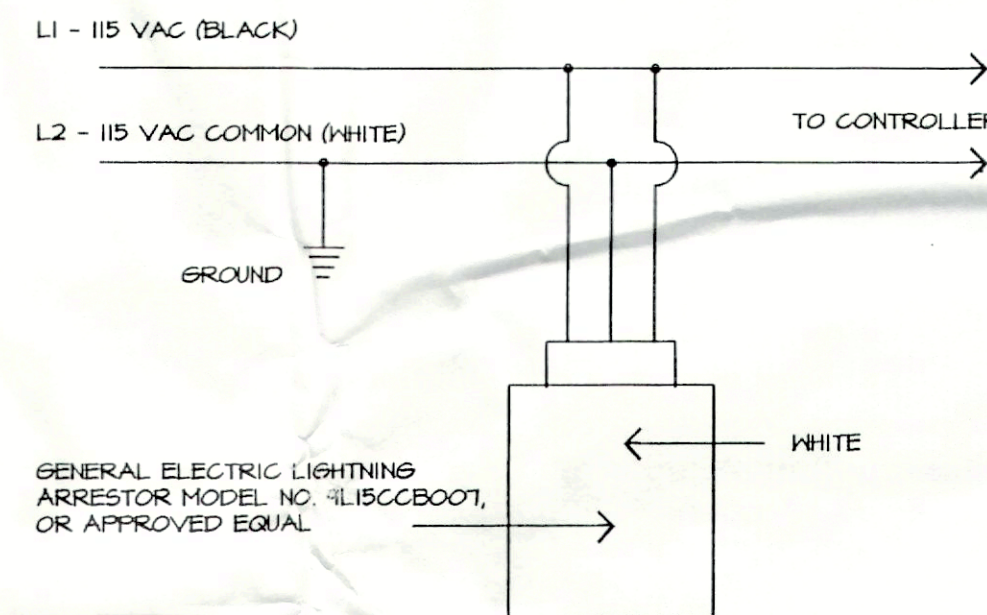 L1 - 115 VAC (BLACK)
L2 - 115 VAC COMMON (WHITE)
TO CONTROLLER
GROUND
WHITE
GENERAL ELECTRIC LIGHTNING
ARRESTOR MODEL NO. 9L15CCB007,
OR APPROVED EQUAL